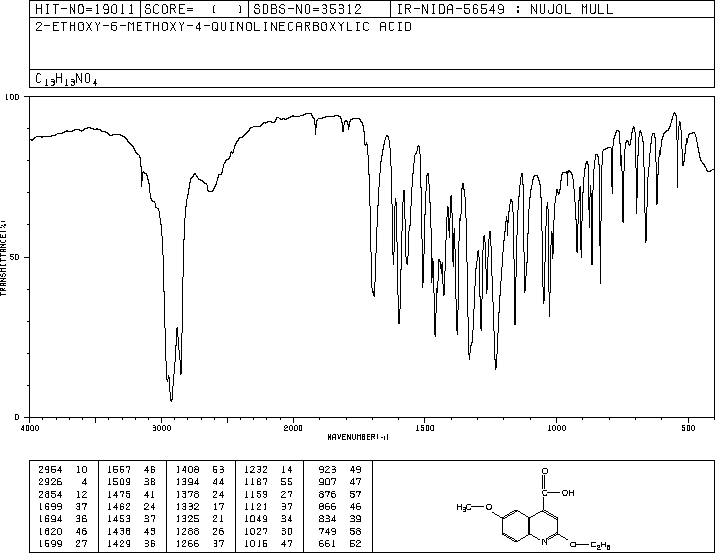 HIT-NO=19011 SCORE= ( ) SDBS-NO=35312 IR-NIDA-56549 : NUJOL MULL
2-ETHOXY-6-METHOXY-4-QUINOLINECARBOXYLIC ACID
C13H13NO4
100
50
0
TRANSMITTANCE(%)
4000 3000 2000 1500 1000 500
WAVENUMBER(-1)
2964 10 1567 46 1408 63 1232 14 923 49
2926 4 1509 38 1394 44 1187 55 907 47
2854 12 1475 41 1378 24 1159 27 876 57
1699 37 1462 24 1332 17 1121 37 866 46
1694 36 1453 37 1325 21 1049 34 834 39
1620 46 1438 49 1288 26 1027 30 749 58
1599 27 1429 36 1266 37 1016 47 661 52
O
C-OH
H3C-O
N
O-C2H5